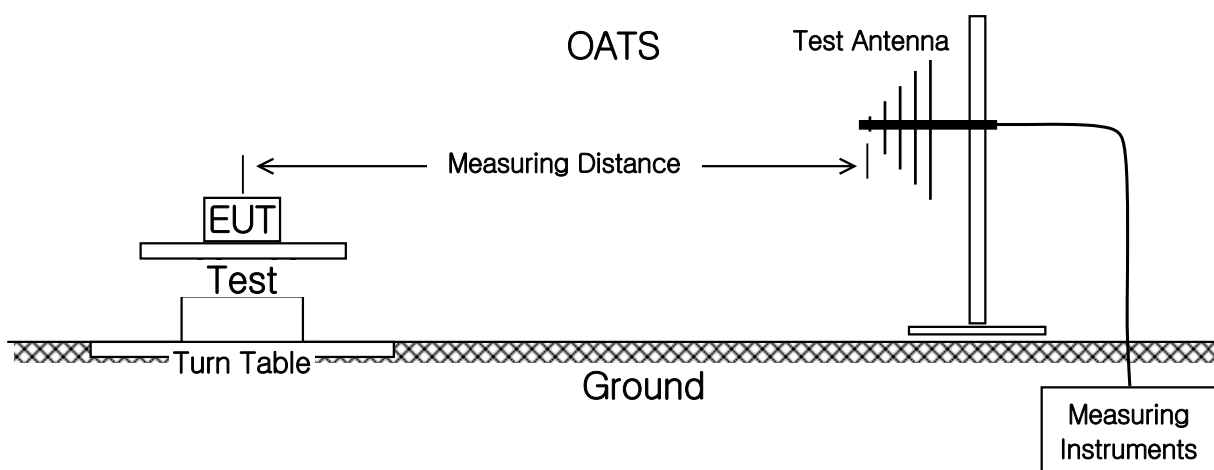 OATS
Test Antenna
Measuring Distance
EUT
Test
Turn Table
Ground
Measuring
Instruments